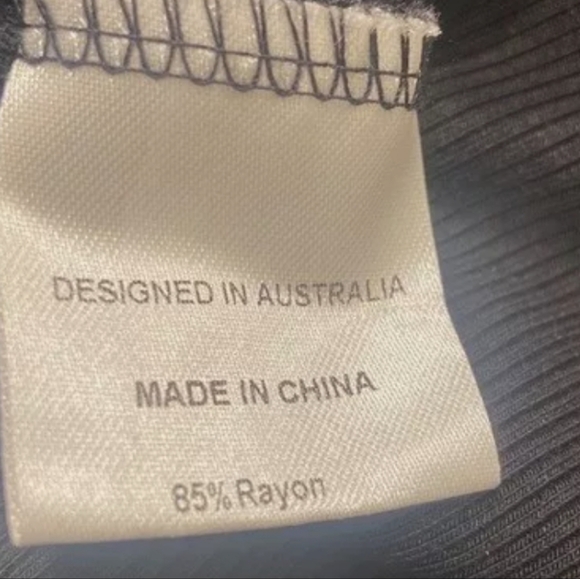 DESIGNED IN AUSTRALIA
MADE IN CHINA
85% Rayon